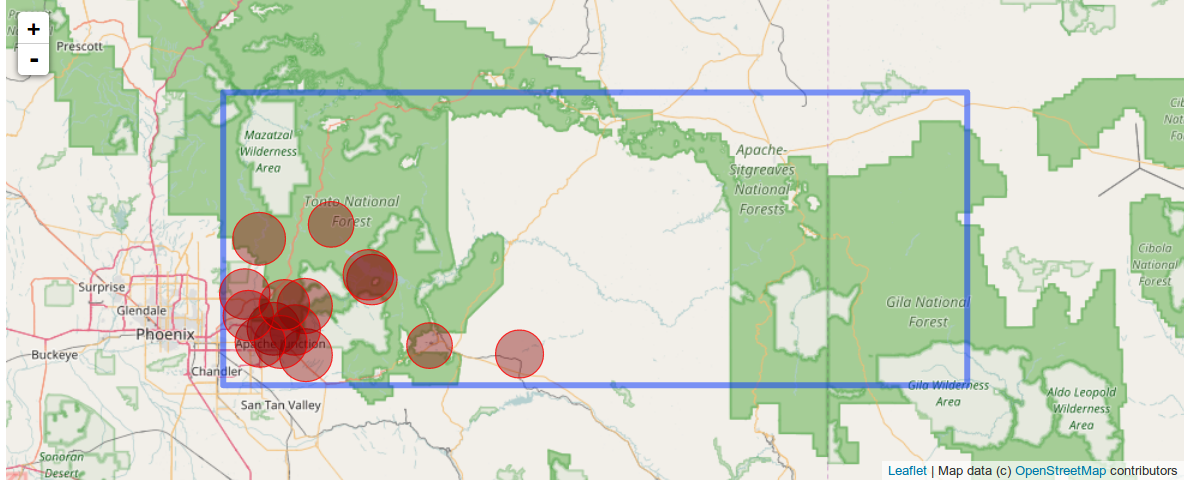 +
-
Prescott
Mazatzal
Wilderness
Area
Apache-
Sitgreaves
National
Forests
Tonto National
Forest
Surprise
Glendale
Phoenix
Buckeye
Chandler
Apache Junction
San Tan Valley
Cibola
National
Forest
Gila National
Forest
Gila Wilderness
Area
Aldo Leopold
Wilderness
Area
Sonoran
Desert
Leaflet | Map data (c) OpenStreetMap contributors